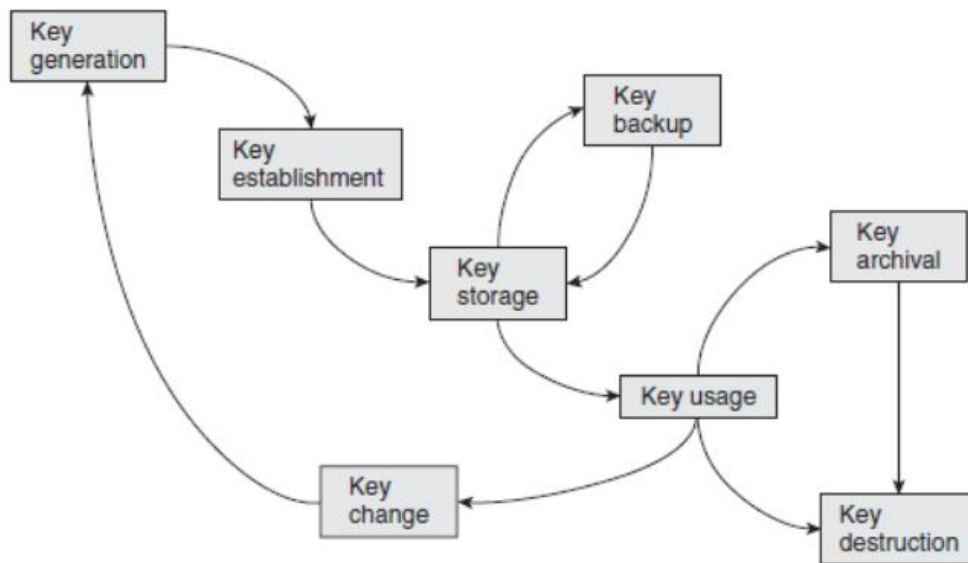 Key
generation
Key
backup
Key
establishment
Key
archival
Key
storage
Key usage
Key
change
Key
destruction